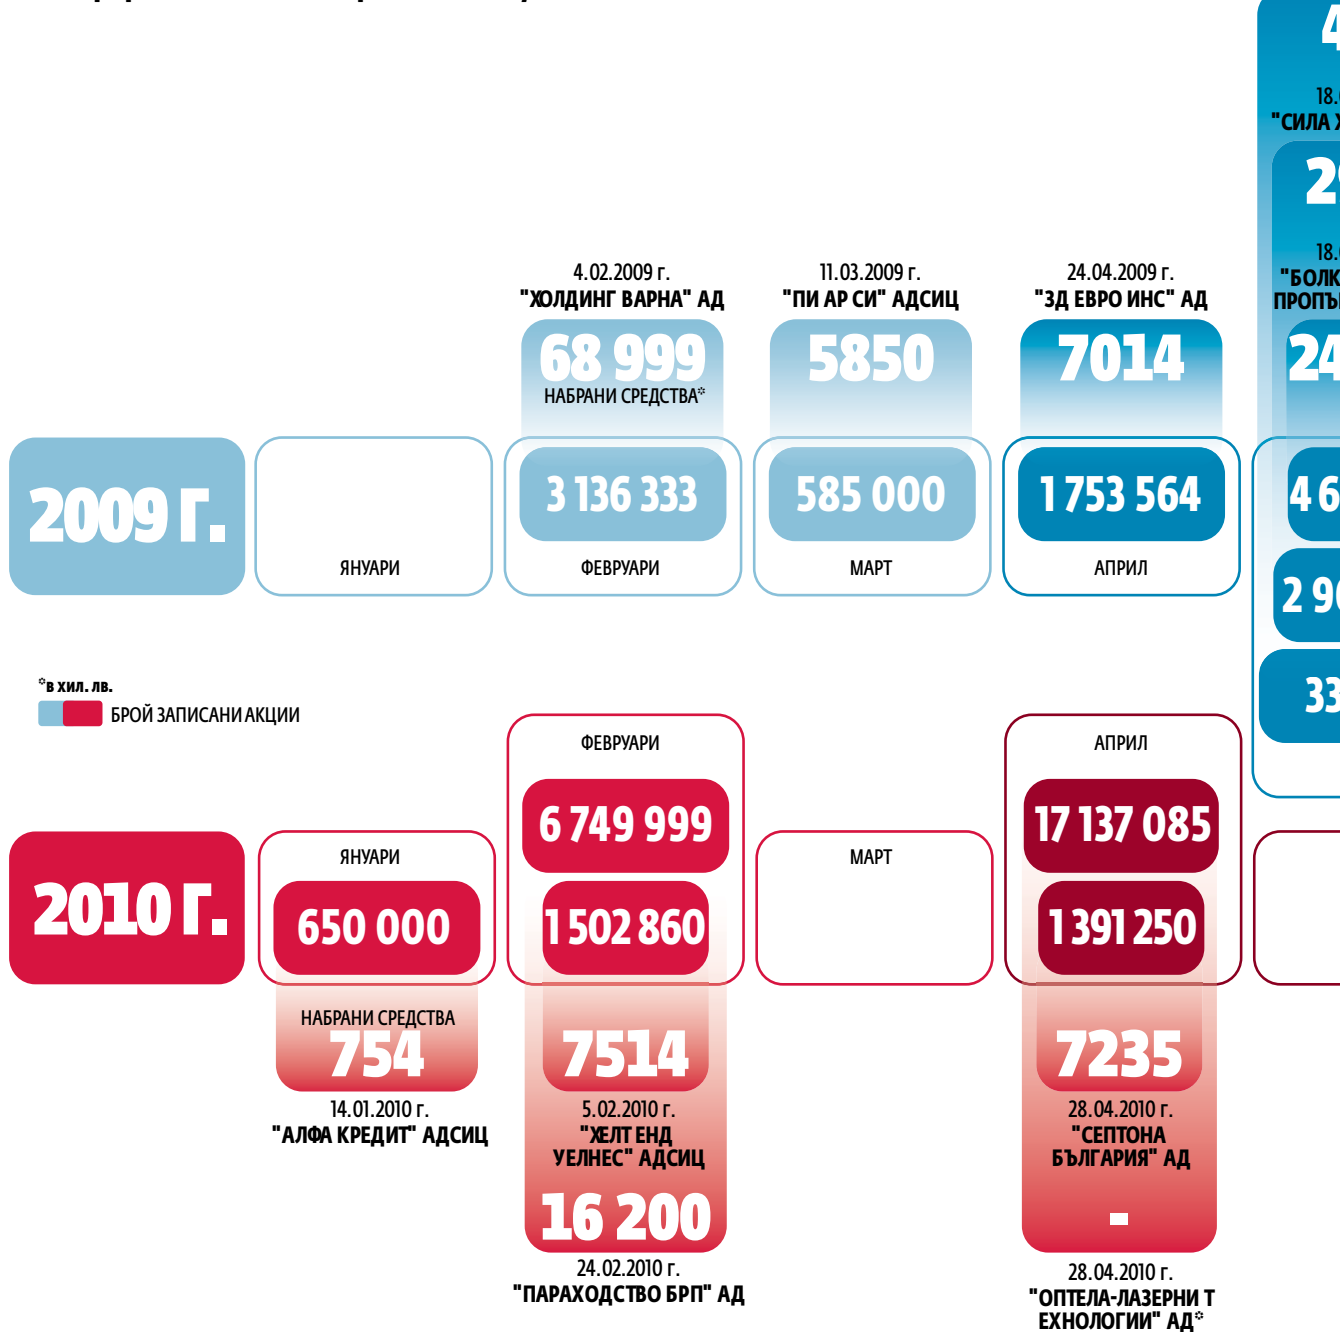 4.02.2009 г.
"ХОЛДИНГ ВАРНА" АД
68 999
НАБРАНИ СРЕДСТВА*
11.03.2009 г.
"ПИ АР СИ" АДСИЦ
5850
24.04.2009 г.
"ЗД ЕВРО ИНС" АД
7014
"СИЛА
"БОЛК
2009 Г.
ЯНУАРИ
3 136 333
ФЕВРУАРИ
585 000
МАРТ
1 753 564
АПРИЛ
*в хил. лв.
БРОЙ ЗАПИСАНИ АКЦИИ
2010 Г.
ЯНУАРИ
650 000
НАБРАНИ СРЕДСТВА
754
14.01.2010 г.
"АЛФА КРЕДИТ" АДСИЦ
ФЕВРУАРИ
6 749 999
1 502 860
7514
5.02.2010 г.
"ХЕЛТ ЕНД
УЕЛНЕС" АДСИЦ
16 200
24.02.2010 г.
"ПАРАХОДСТВО БРП" АД
МАРТ
АПРИЛ
17 137 085
1 391 250
7235
28.04.2010 г.
"СЕПТОНА
БЪЛГАРИЯ" АД
-
28.04.2010 г.
"ОПТЕЛА-ЛАЗЕРНИ Т
ЕХНОЛОГИИ" АД*